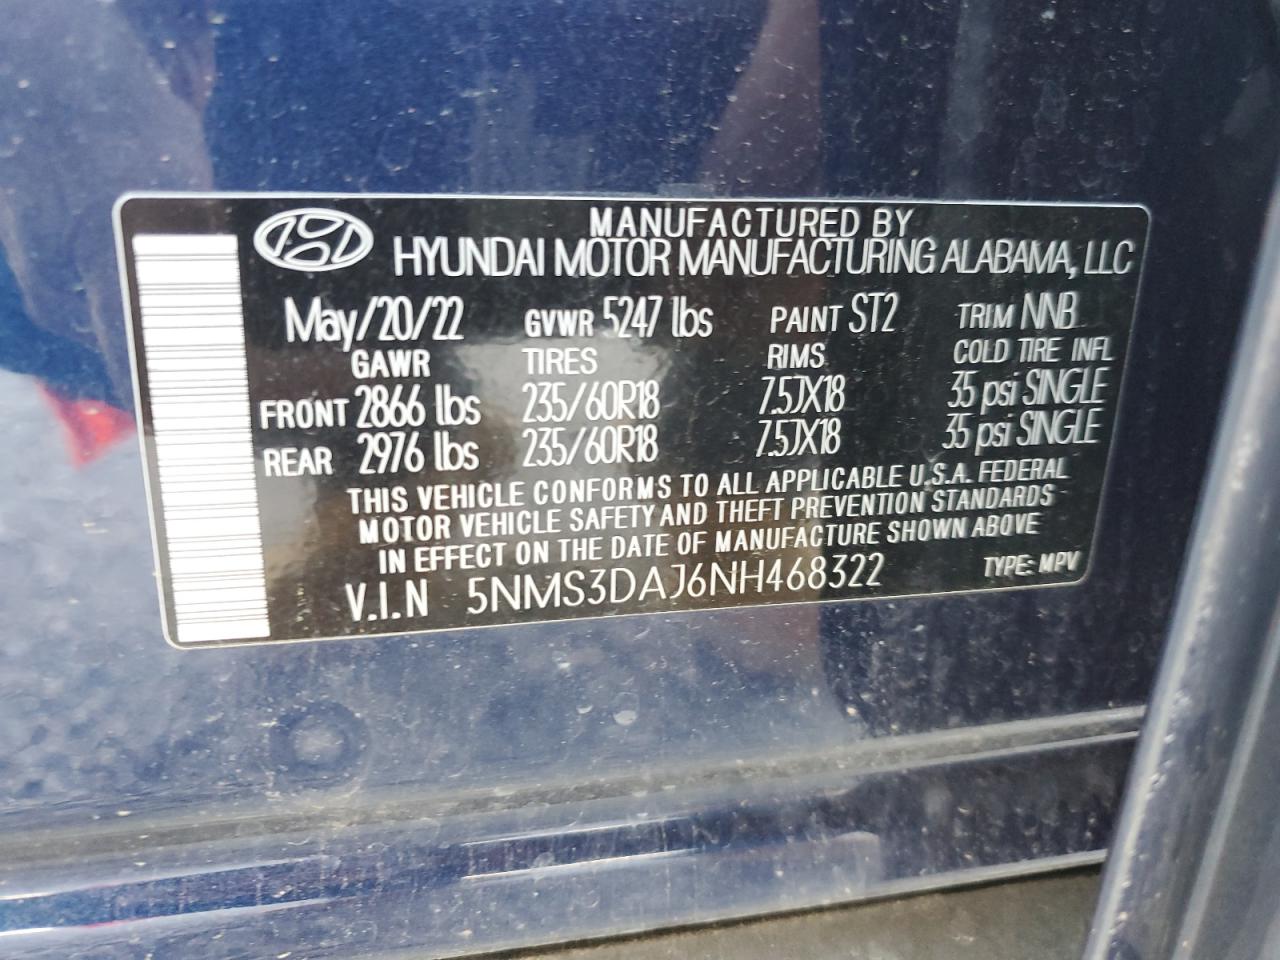 MANUFACTURED BY
HYUNDAI MOTOR MANUFACTURING ALABAMA, LLC
May/20/22 GVWR 5247 lbs PAINT ST2 TRIM NNB
GAWR TIRES RIMS COLD TIRE INFL
FRONT 2866 lbs 235/60R18 7.5JX18 35 psi SINGLE
REAR 2976 lbs 235/60R18 7.5JX18 35 psi SINGLE
THIS VEHICLE CONFORMS TO ALL APPLICABLE U.S.A. FEDERAL
MOTOR VEHICLE SAFETY AND THEFT PREVENTION STANDARDS
IN EFFECT ON THE DATE OF MANUFACTURE SHOWN ABOVE
V.I.N 5NMS3DAJ6NH468322 TYPE: MPV